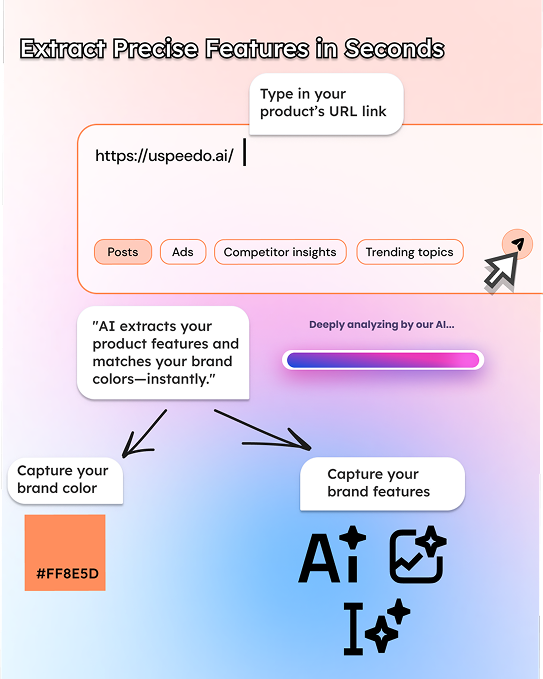 Extract Precise Features in Seconds
Type in your
product's URL link
https://uspeedo.ai/
Posts
Ads
Competitor insights
Trending topics
"AI extracts your
product features and
matches your brand
colors—instantly."
Deeply analyzing by our AI...
Capture your
brand color
Capture your
brand features
#FF8E5D
Ai
I